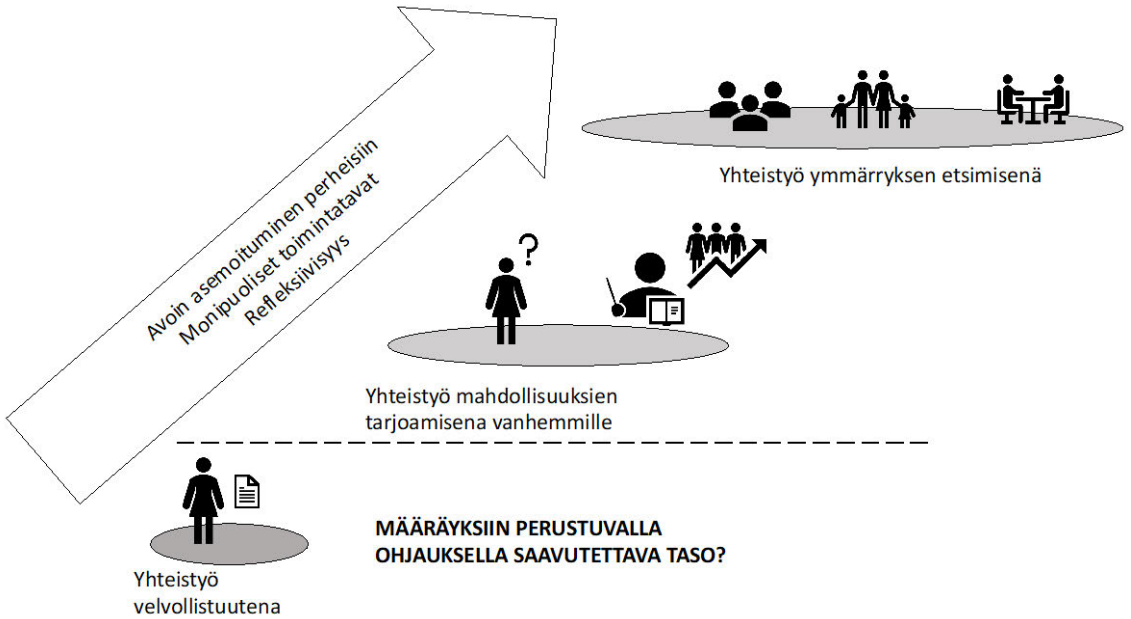 Avoin asemoituminen perheisiin
Monipuoliset toimintatavat
Refleksiivisyys
Yhteistyö ymmärryksen etsimisenä
?
Yhteistyö mahdollisuuksien
tarjoamisena vanhemmille
MÄÄRÄYKSIIN PERUSTUVALLA
OHJAUKSELLA SAAVUTETTAVA TASO?
Yhteistyö
velvollistuutena